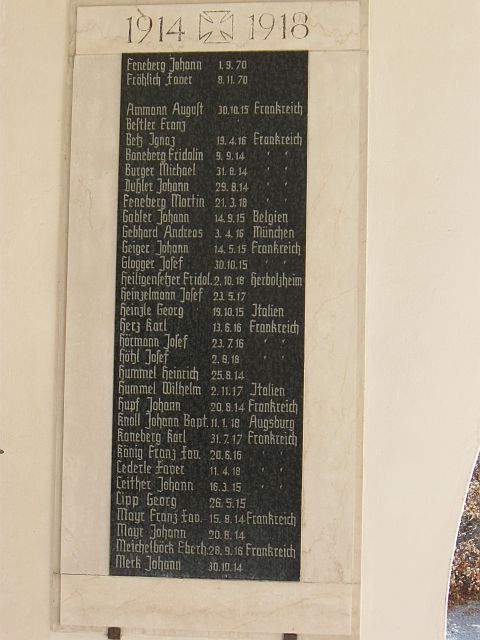 1914 1918
Feneberg Johann 1.9.70
Fröhlich Xaver 9.11.70
Ammann August 30.10.15 Frankreich
Bestler Franz "
Betz Ignaz 19.4.16 Frankreich
Boneberg Fridolin 9.9.14 " "
Burger Michael 31.8.14 " "
Dußler Johann 29.8.14 " "
Feneberg Martin 21.3.18 " "
Gabler Johann 14.9.15 Belgien
Gebhard Andreas 3.4.16 München
Geiger Johann 14.5.15 Frankreich
Glogger Josef 30.10.15 " "
Heiligensetzer Fridol. 2.10.18 Herbolzheim
Heinzelmann Josef 23.5.17
Heinzle Georg 19.10.15 Italien
Herz Karl 13.6.16 Frankreich
Hörmann Josef 23.7.16 " "
Höhl Josef 2.8.18
Hummel Heinrich 25.8.14
Hummel Wilhelm 2.11.17 Italien
Hupf Johann 20.8.14 Frankreich
Knoll Johann Bapt. 11.1.18 Augsburg
Koneberg Karl 31.7.17 Frankreich
König Franz Xav. 20.6.16 " "
Lederle Xaver 11.4.18 " "
Leither Johann 16.3.15 " "
Lipp Georg 26.5.15
Mayr Franz Xav. 15.8.14 Frankreich
Mayr Johann 20.8.14 " "
Meichelböck Eberh. 28.9.16 Frankreich
Merk Johann 30.10.14 " "